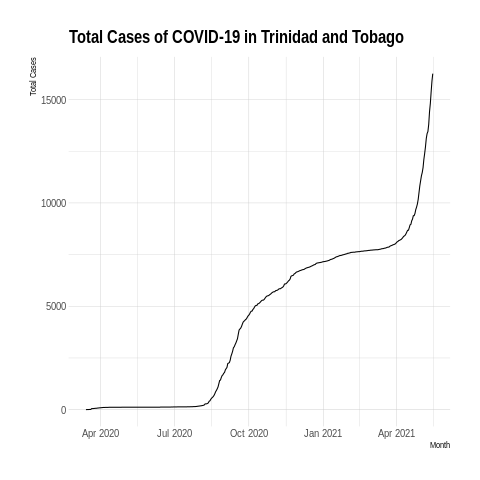 Total Cases of COVID-19 in Trinidad and Tobago
Total Cases
15000
10000
5000
0
Apr 2020 Jul 2020 Oct 2020 Jan 2021 Apr 2021
Month